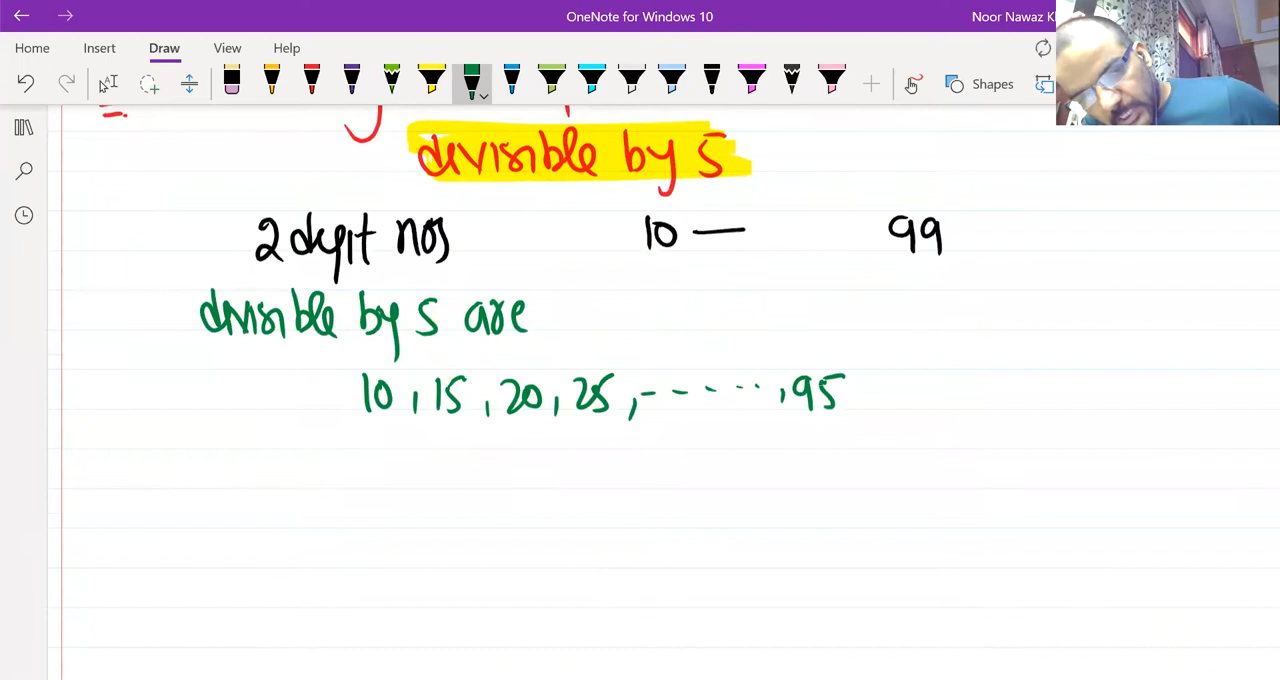 OneNote for Windows 10
Noor Nawaz Kh
Home Insert Draw View Help
Shapes
divisible by 5
2 digit nos 10 — 99
divisible by 5 are
10, 15, 20, 25, - - - - - -, 95